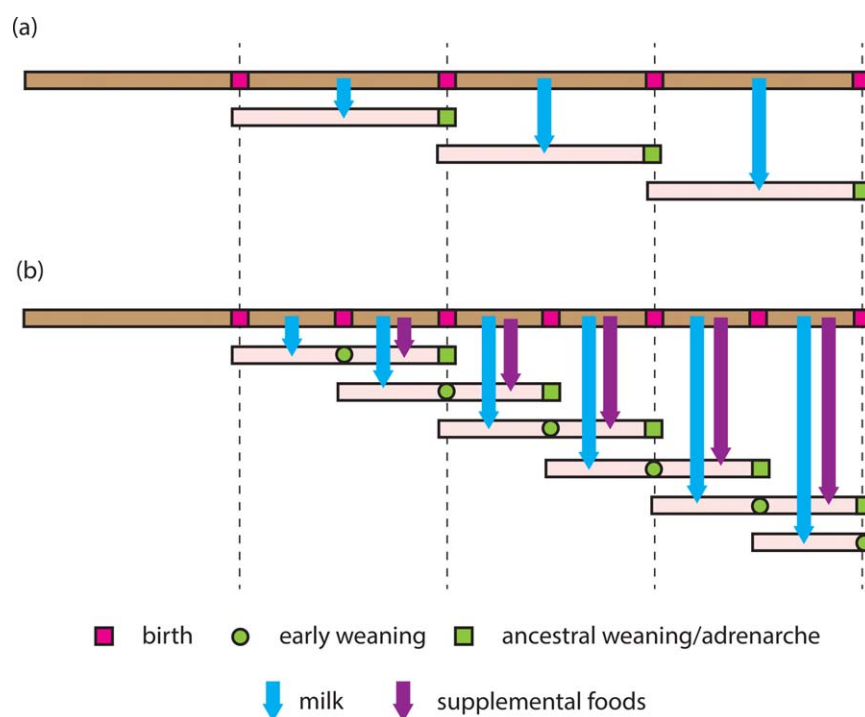 (a)
(b)
birth early weaning ancestral weaning/adrenarche
milk supplemental foods